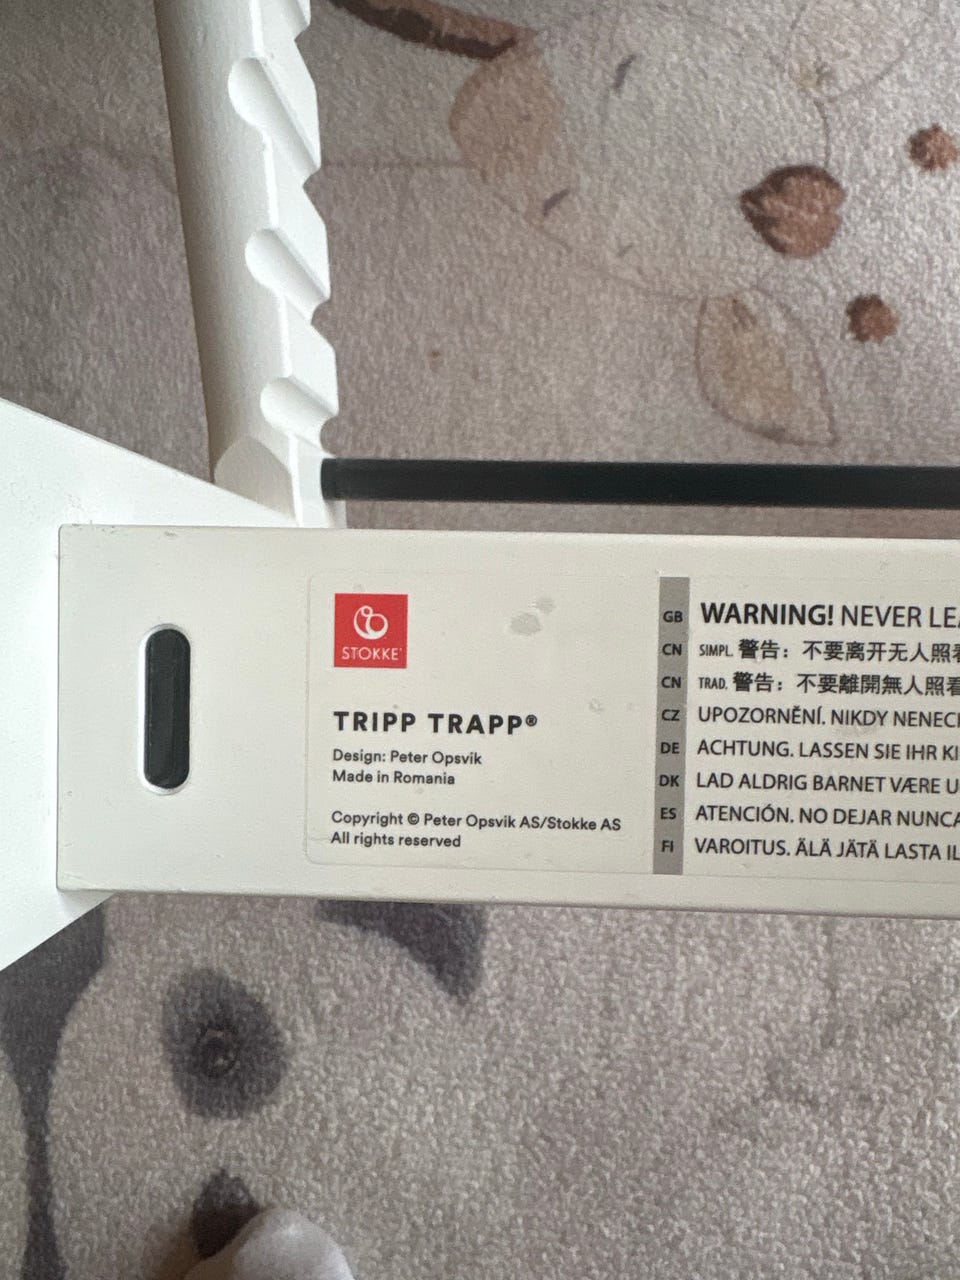 STOKKE
TRIPP TRAPP®
Design: Peter Opsvik
Made in Romania
Copyright © Peter Opsvik AS/Stokke AS
All rights reserved
GB WARNING! NEVER
CN SIMPL. 警告：不要离开无人照
CN TRAD. 警告：不要離開無人照
CZ UPOZORNĚNÍ. NIKDY
DE ACHTUNG. LASSEN SIE IHR
DK LAD ALDRIG BARNET VÆRE
ES ATENCIÓN. NO DEJAR NUNCA
FI VAROITUS. ÄLÄ JÄTÄ LASTA